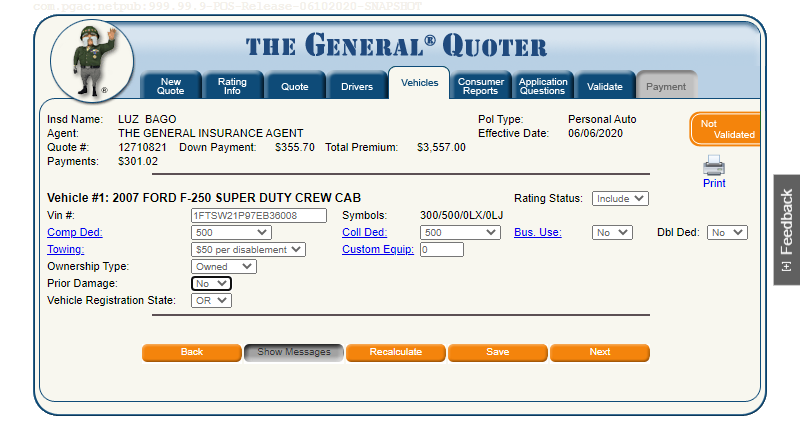 com.pgac:netpub:999.99.9-POS-Release-06102020-SNAPSHOT
THE GENERAL® QUOTER
New Quote Rating Info Quote Drivers Vehicles Consumer Reports Application Questions Validate Payment
Insd Name: LUZ BAGO Pol Type: Personal Auto
Agent: THE GENERAL INSURANCE AGENT Effective Date: 06/06/2020
Quote #: 12710821 Down Payment: $355.70 Total Premium: $3,557.00
Payments: $301.02
Not Validated
Print
Vehicle #1: 2007 FORD F-250 SUPER DUTY CREW CAB Rating Status: Include
Vin #: 1FTSW21P97EB36008 Symbols: 300/500/0LX/0LJ
Comp Ded: 500 Coll Ded: 500 Bus. Use: No Dbl Ded: No
Towing: $50 per disablement Custom Equip: 0
Ownership Type: Owned
Prior Damage: No
Vehicle Registration State: OR
Back Show Messages Recalculate Save Next
[+] Feedback